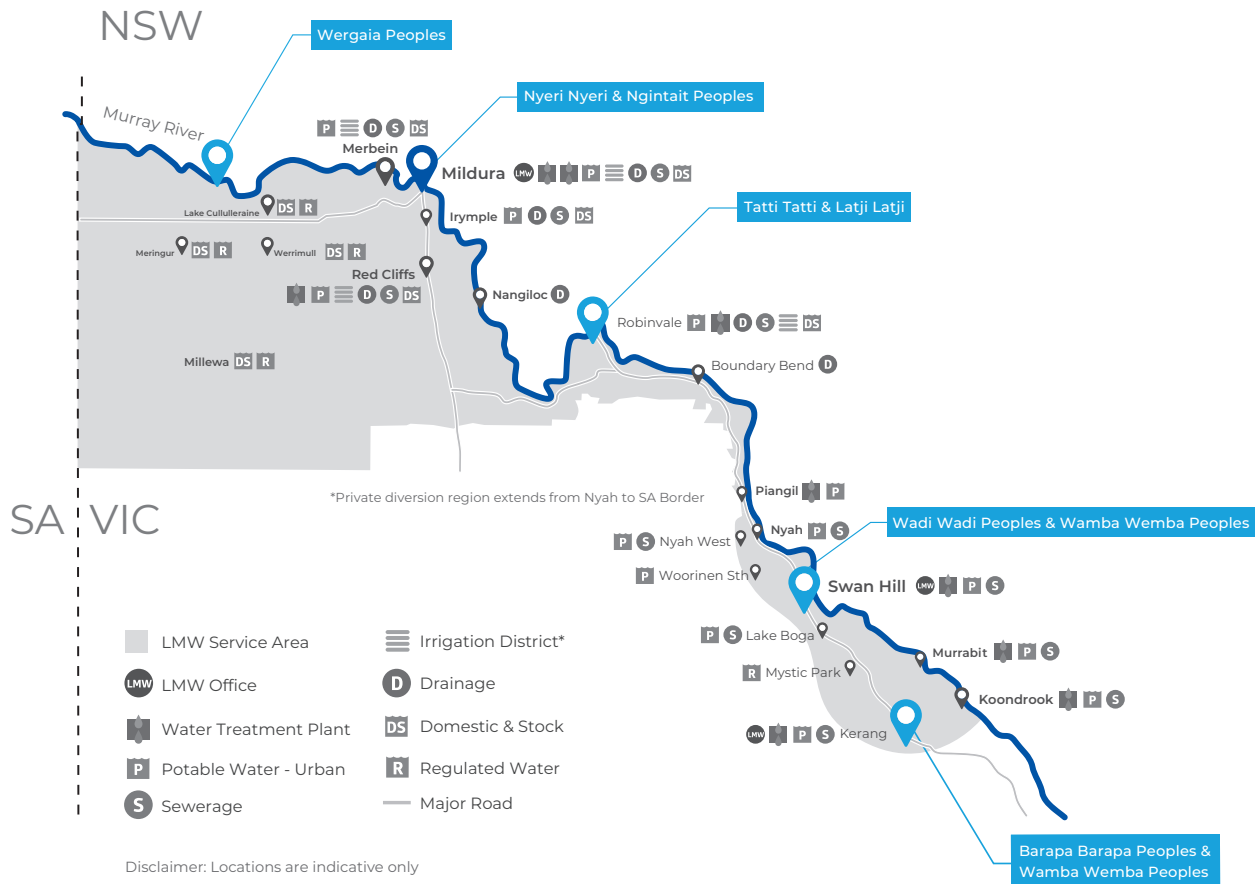 NSW
Wergaia Peoples
Nyeri Nyeri & Ngintait Peoples
Murray River
P D S DS
Merbein
Mildura LMW P D S DS
Tatti Tatti & Latji Latji
Lake Cullulleraine DS R
Irymple P D S DS
Meringur DS R
Werrimull DS R
Red Cliffs
P D S DS
Nangiloc D
Robinvale P D S DS
Millewa DS R
Boundary Bend D
*Private diversion region extends from Nyah to SA Border
Piangil P
SA VIC
Wadi Wadi Peoples & Wamba Wemba Peoples
Nyah P S
P S Nyah West
P Woorinen Sth
Swan Hill LMW P S
P S Lake Boga
Murrabit P S
R Mystic Park
Koondrook P S
LMW P S Kerang
LMW Service Area
LMW LMW Office
Water Treatment Plant
P Potable Water - Urban
S Sewerage
Irrigation District*
D Drainage
DS Domestic & Stock
R Regulated Water
Major Road
Barapa Barapa Peoples &
Wamba Wemba Peoples
Disclaimer: Locations are indicative only